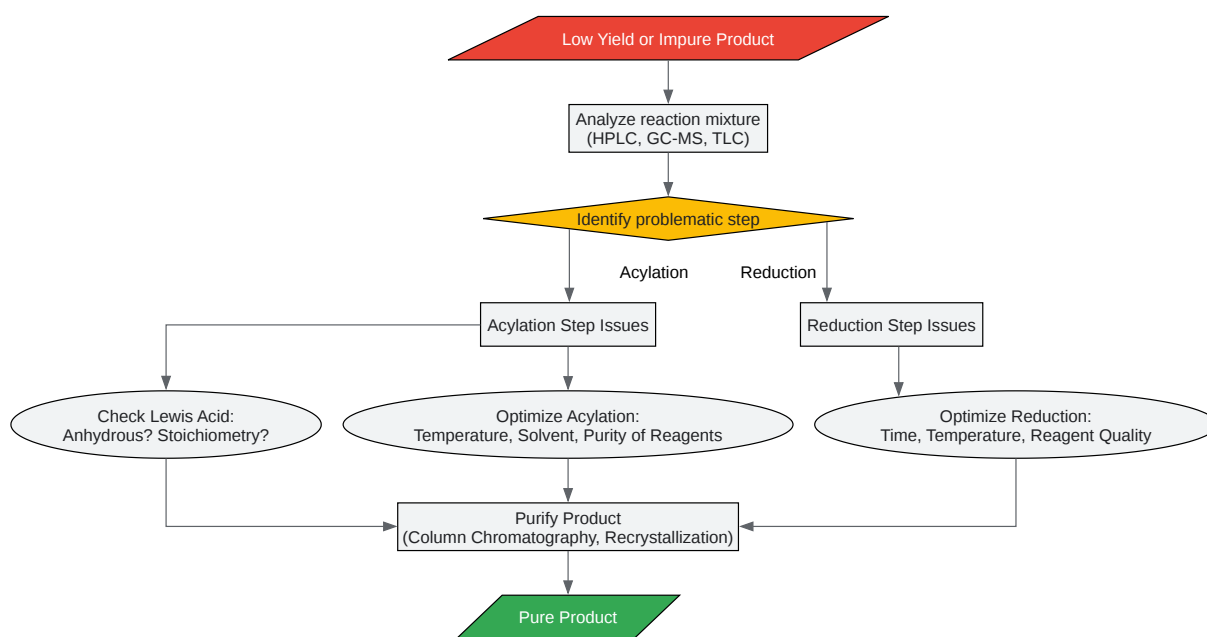 Low Yield or Impure Product
Analyze reaction mixture
(HPLC, GC-MS, TLC)
Identify problematic step
Acylation
Reduction
Acylation Step Issues
Reduction Step Issues
Check Lewis Acid:
Anhydrous? Stoichiometry?
Optimize Acylation:
Temperature, Solvent, Purity of Reagents
Optimize Reduction:
Time, Temperature, Reagent Quality
Purify Product
(Column Chromatography, Recrystallization)
Pure Product